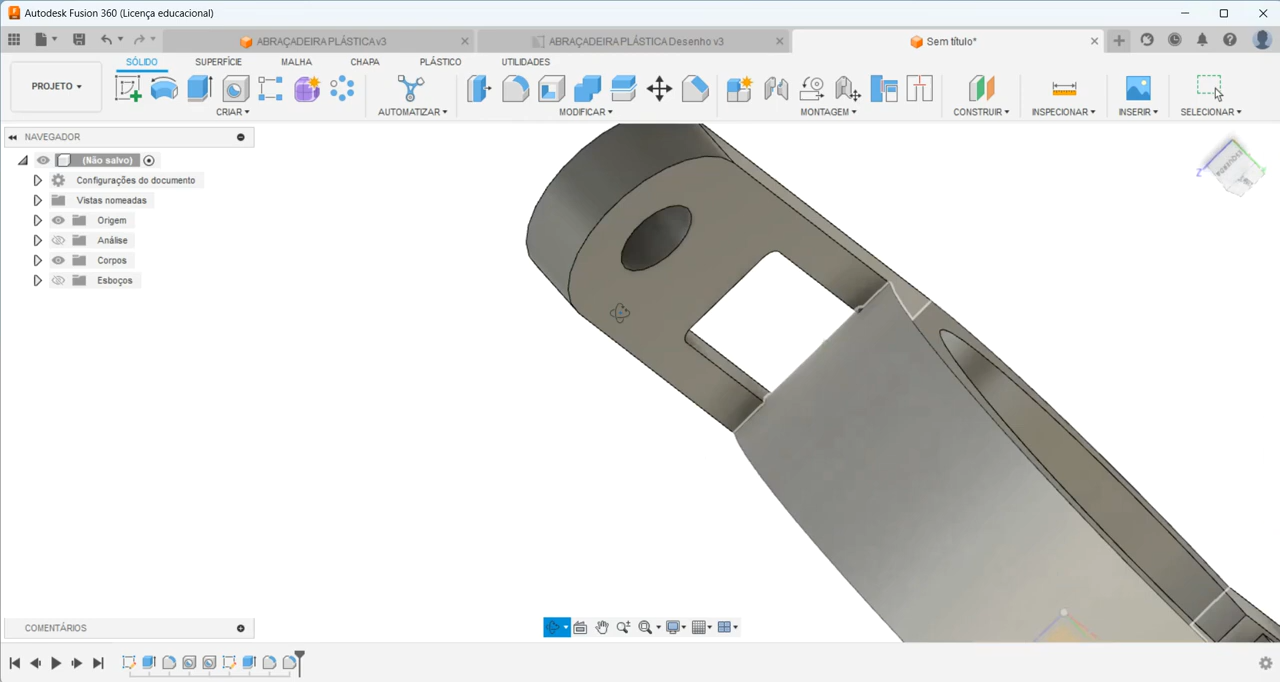 Autodesk Fusion 360 (Licença educacional)
ABRAÇADEIRA PLÁSTICA v3
ABRAÇADEIRA PLÁSTICA Desenho v3
Sem título*
SÓLIDO
SUPERFÍCIE
MALHA
CHAPA
PLÁSTICO
UTILIDADES
PROJETO
CRIAR
AUTOMATIZAR
MODIFICAR
MONTAGEM
CONSTRUIR
INSPECIONAR
INSERIR
SELECIONAR
NAVEGADOR
(Não salvo)
Configurações do documento
Vistas nomeadas
Origem
Análise
Corpos
Esboços
COMENTÁRIOS